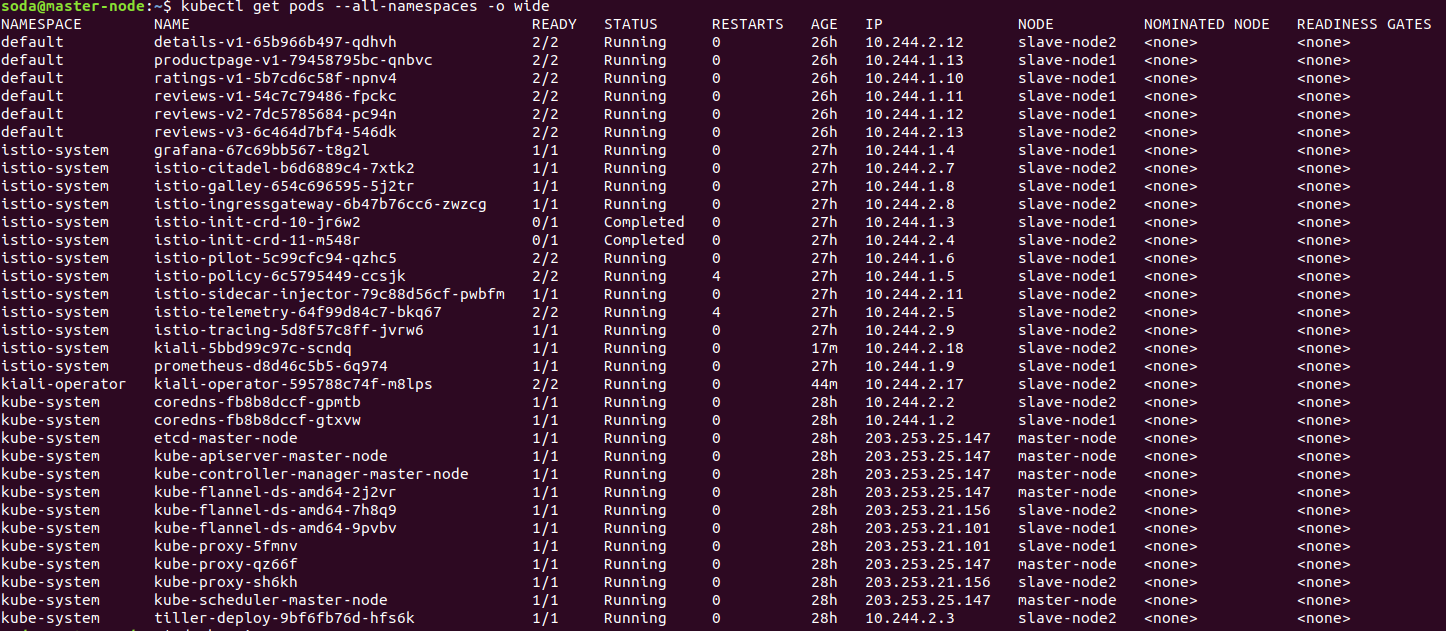 soda@master-node:~$ kubectl get pods --all-namespaces -o wide
NAMESPACE NAME READY STATUS RESTARTS AGE IP NODE NOMINATED NODE READINESS GATES
default details-v1-65b966b497-qdhvh 2/2 Running 0 26h 10.244.2.12 slave-node2 <none> <none>
default productpage-v1-79458795bc-qnbvc 2/2 Running 0 26h 10.244.1.13 slave-node1 <none> <none>
default ratings-v1-5b7cd6c58f-npnv4 2/2 Running 0 26h 10.244.1.10 slave-node1 <none> <none>
default reviews-v1-54c7c79486-fpckc 2/2 Running 0 26h 10.244.1.11 slave-node1 <none> <none>
default reviews-v2-7dc5785684-pc94n 2/2 Running 0 26h 10.244.1.12 slave-node1 <none> <none>
default reviews-v3-6c464d7bf4-546dk 2/2 Running 0 26h 10.244.2.13 slave-node2 <none> <none>
istio-system grafana-67c69bb567-t8g2l 1/1 Running 0 27h 10.244.1.4 slave-node1 <none> <none>
istio-system istio-citadel-b6d6889c4-7xtk2 1/1 Running 0 27h 10.244.2.7 slave-node2 <none> <none>
istio-system istio-galley-654c696595-5j2tr 1/1 Running 0 27h 10.244.1.8 slave-node1 <none> <none>
istio-system istio-ingressgateway-6b47b76cc6-zwzcg 1/1 Running 0 27h 10.244.2.8 slave-node2 <none> <none>
istio-system istio-init-crd-10-jr6w2 0/1 Completed 0 27h 10.244.1.3 slave-node1 <none> <none>
istio-system istio-init-crd-11-m548r 0/1 Completed 0 27h 10.244.2.4 slave-node2 <none> <none>
istio-system istio-pilot-5c99cfc94-qzhc5 2/2 Running 0 27h 10.244.1.6 slave-node1 <none> <none>
istio-system istio-policy-6c5795449-ccsjk 2/2 Running 4 27h 10.244.1.5 slave-node1 <none> <none>
istio-system istio-sidecar-injector-79c88d56cf-pwbfm 1/1 Running 0 27h 10.244.2.11 slave-node2 <none> <none>
istio-system istio-telemetry-64f99d84c7-bkq67 2/2 Running 4 27h 10.244.2.5 slave-node2 <none> <none>
istio-system istio-tracing-5d8f57c8ff-jvrw6 1/1 Running 0 27h 10.244.2.9 slave-node2 <none> <none>
istio-system kiali-5bbd99c97c-scndq 1/1 Running 0 17m 10.244.2.18 slave-node2 <none> <none>
istio-system prometheus-d8d46c5b5-6q974 1/1 Running 0 27h 10.244.1.9 slave-node1 <none> <none>
kiali-operator kiali-operator-595788c74f-m8lps 2/2 Running 0 44m 10.244.2.17 slave-node2 <none> <none>
kube-system coredns-fb8b8dccf-gpmtb 1/1 Running 0 28h 10.244.2.2 slave-node2 <none> <none>
kube-system coredns-fb8b8dccf-gtxvw 1/1 Running 0 28h 10.244.1.2 slave-node1 <none> <none>
kube-system etcd-master-node 1/1 Running 0 28h 203.253.25.147 master-node <none> <none>
kube-system kube-apiserver-master-node 1/1 Running 0 28h 203.253.25.147 master-node <none> <none>
kube-system kube-controller-manager-master-node 1/1 Running 0 28h 203.253.25.147 master-node <none> <none>
kube-system kube-flannel-ds-amd64-2j2vr 1/1 Running 0 28h 203.253.25.147 master-node <none> <none>
kube-system kube-flannel-ds-amd64-7h8q9 1/1 Running 0 28h 203.253.21.156 slave-node2 <none> <none>
kube-system kube-flannel-ds-amd64-9pvbv 1/1 Running 0 28h 203.253.21.101 slave-node1 <none> <none>
kube-system kube-proxy-5fmnv 1/1 Running 0 28h 203.253.21.101 slave-node1 <none> <none>
kube-system kube-proxy-qz66f 1/1 Running 0 28h 203.253.25.147 master-node <none> <none>
kube-system kube-proxy-sh6kh 1/1 Running 0 28h 203.253.21.156 slave-node2 <none> <none>
kube-system kube-scheduler-master-node 1/1 Running 0 28h 203.253.25.147 master-node <none> <none>
kube-system tiller-deploy-9bf6fb76d-hfs6k 1/1 Running 0 28h 10.244.2.3 slave-node2 <none> <none>